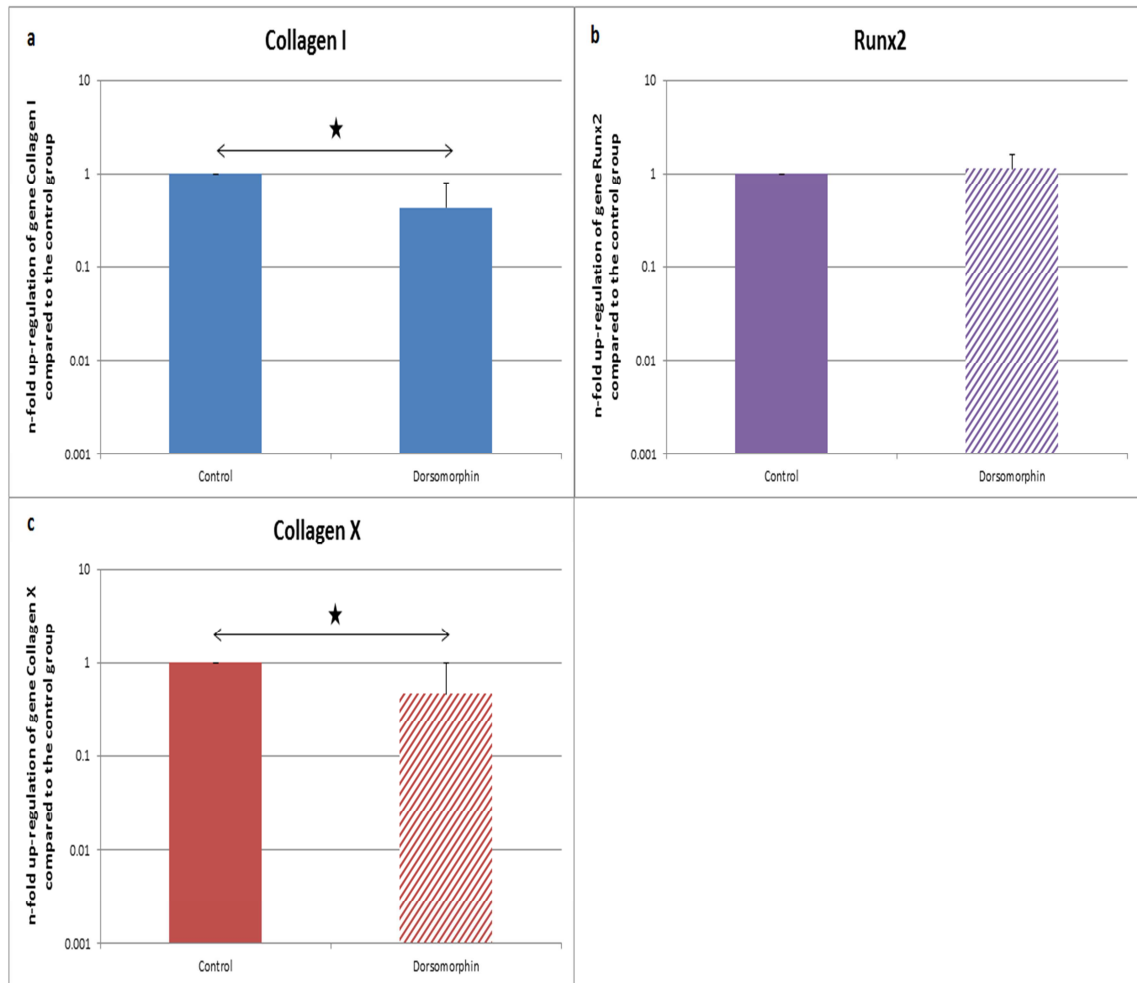 a
Collagen I
n-fold up-regulation of gene Collagen I
compared to the control group
10
1
0.1
0.01
0.001
Control
Dorsomorphin
b
Runx2
n-fold up-regulation of gene Runx2
compared to the control group
10
1
0.1
0.01
0.001
Control
Dorsomorphin
c
Collagen X
n-fold up-regulation of gene Collagen X
compared to the control group
10
1
0.1
0.01
0.001
Control
Dorsomorphin